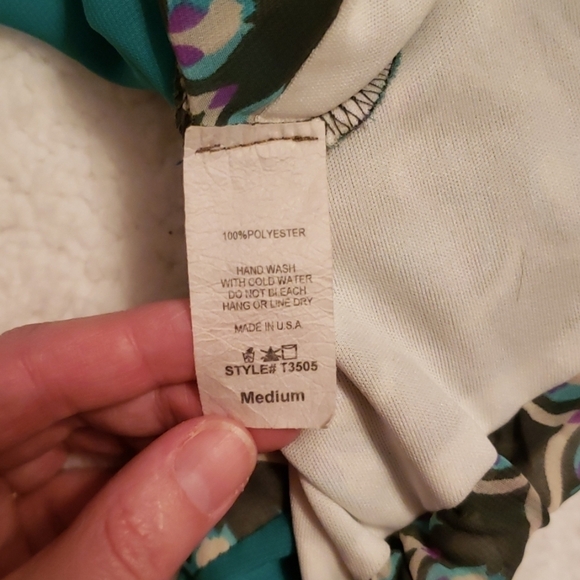 100%POLYESTER
HAND WASH
WITH COLD WATER
DO NOT BLEACH
HANG OR LINE DRY
MADE IN U.S.A
STYLE# T3505
Medium